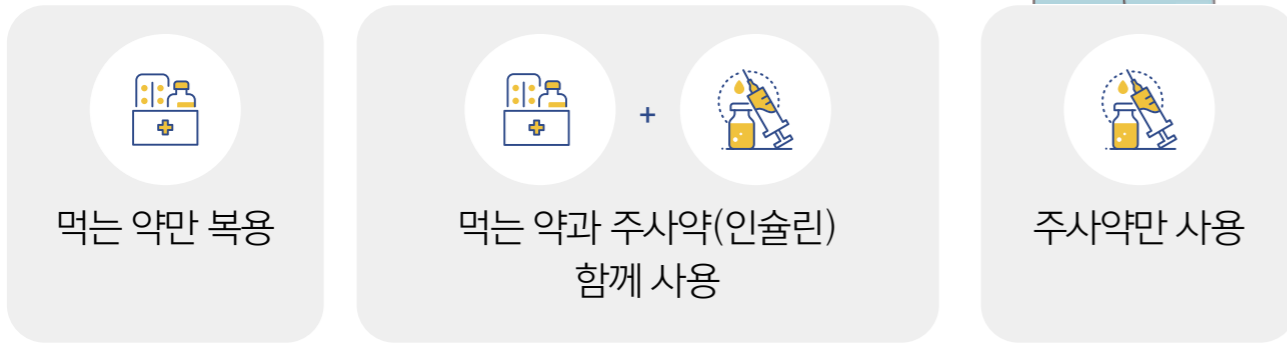 먹는 약만 복용
+
먹는 약과 주사약(인슐린)
함께 사용
주사약만 사용